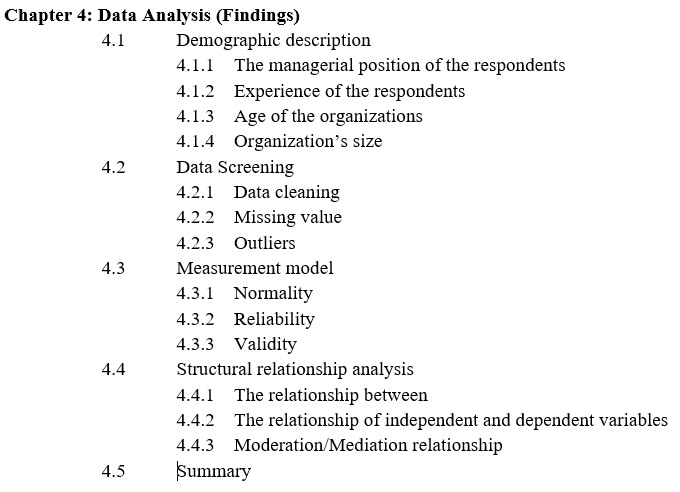 Chapter 4: Data Analysis (Findings)
4.1 Demographic description
4.1.1 The managerial position of the respondents
4.1.2 Experience of the respondents
4.1.3 Age of the organizations
4.1.4 Organization's size
4.2 Data Screening
4.2.1 Data cleaning
4.2.2 Missing value
4.2.3 Outliers
4.3 Measurement model
4.3.1 Normality
4.3.2 Reliability
4.3.3 Validity
4.4 Structural relationship analysis
4.4.1 The relationship between
4.4.2 The relationship of independent and dependent variables
4.4.3 Moderation/Mediation relationship
4.5 Summary